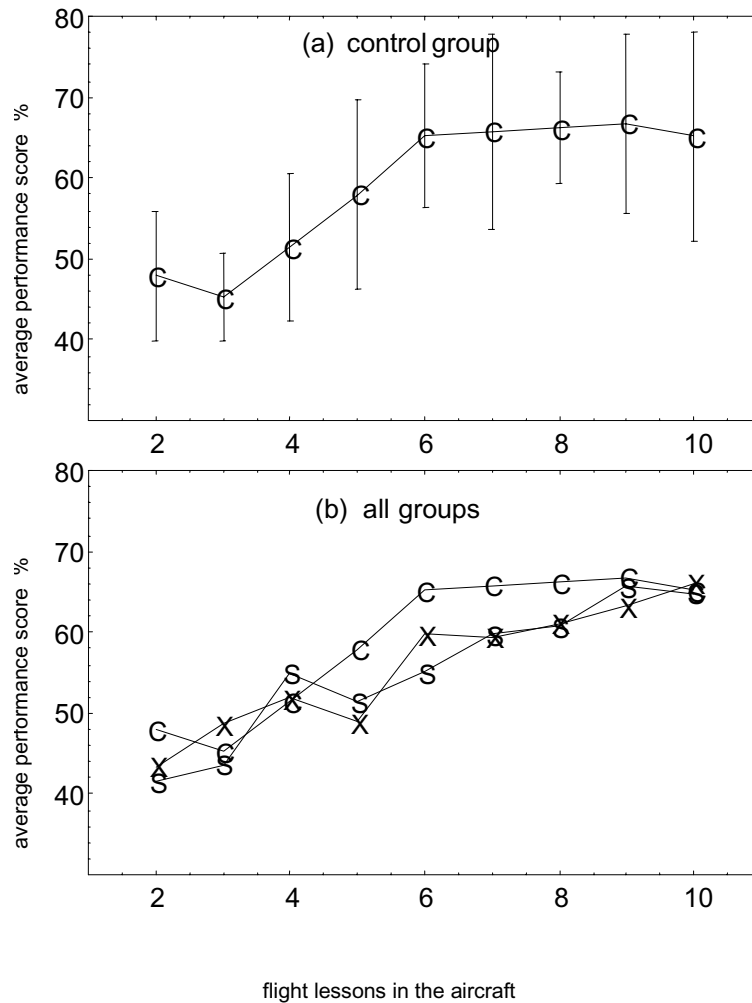 (a) control group
average performance score %
80
70
60
50
40
C C C C C C C C C
2 4 6 8 10
(b) all groups
average performance score %
80
70
60
50
40
C C C C C C C C C
X X X X X X X X X
S S S S S S S S S
2 4 6 8 10
flight lessons in the aircraft